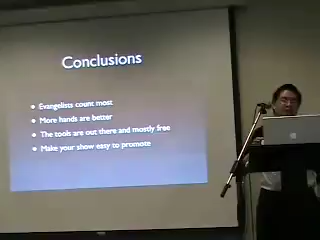 Conclusions
Evangelists count most
More hands are better
The tools are out there and mostly free
Make your show easy to promote